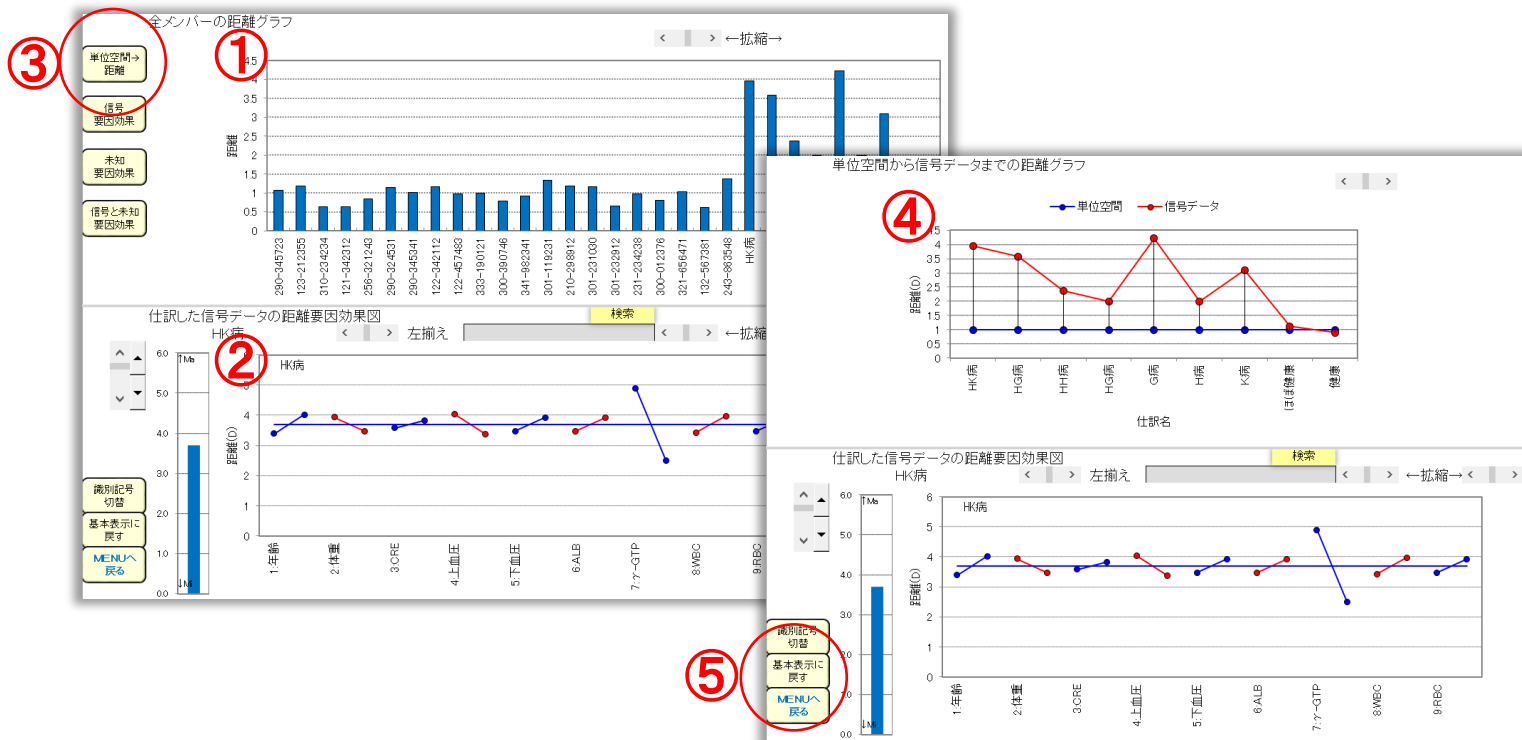 全メンバーの距離グラフ
③
①
単位空間→
距離
信号
要因効果
未知
要因効果
信号と未知
要因効果
←拡縮→
4.5
4
3.5
3
2.5
2
1.5
1
0.5
0
距離
290-345723
123-212355
310-234234
121-342312
256-321243
290-324531
290-345341
122-342112
122-457483
333-190121
300-390746
341-982341
301-119231
210-298912
301-231030
301-232912
231-234238
300-012376
321-656471
132-567381
243-863548
HK病
仕訳した信号データの距離要因効果図
検索
HK病
左揃え
←拡縮
②
↑Ma
6.0
5.0
4.0
3.0
2.0
1.0
0.0
↓Mi
識別記号
切替
基本表示に
戻す
MENUへ
戻る
HK病
5
4
3
2
1
0
距離(D)
1:年齢
2:体重
3:CRE
4:上血圧
5:下血圧
6:ALB
7:γ-GTP
8:WBC
9:RBC
単位空間から信号データまでの距離グラフ
④
単位空間
信号データ
4.5
4
3.5
3
2.5
2
1.5
1
0.5
0
距離(D)
HK病
HG病
HH病
HG病
G病
H病
K病
ほぼ健康
健康
仕訳名
仕訳した信号データの距離要因効果図
検索
HK病
左揃え
←拡縮→
↑Ma
6.0
5.0
4.0
3.0
2.0
1.0
0.0
↓Mi
⑤
識別記号
切替
基本表示に
戻す
MENUへ
戻る
HK病
6
5
4
3
2
1
0
距離(D)
1:年齢
2:体重
3:CRE
4:上血圧
5:下血圧
6:ALB
7:γ-GTP
8:WBC
9:RBC